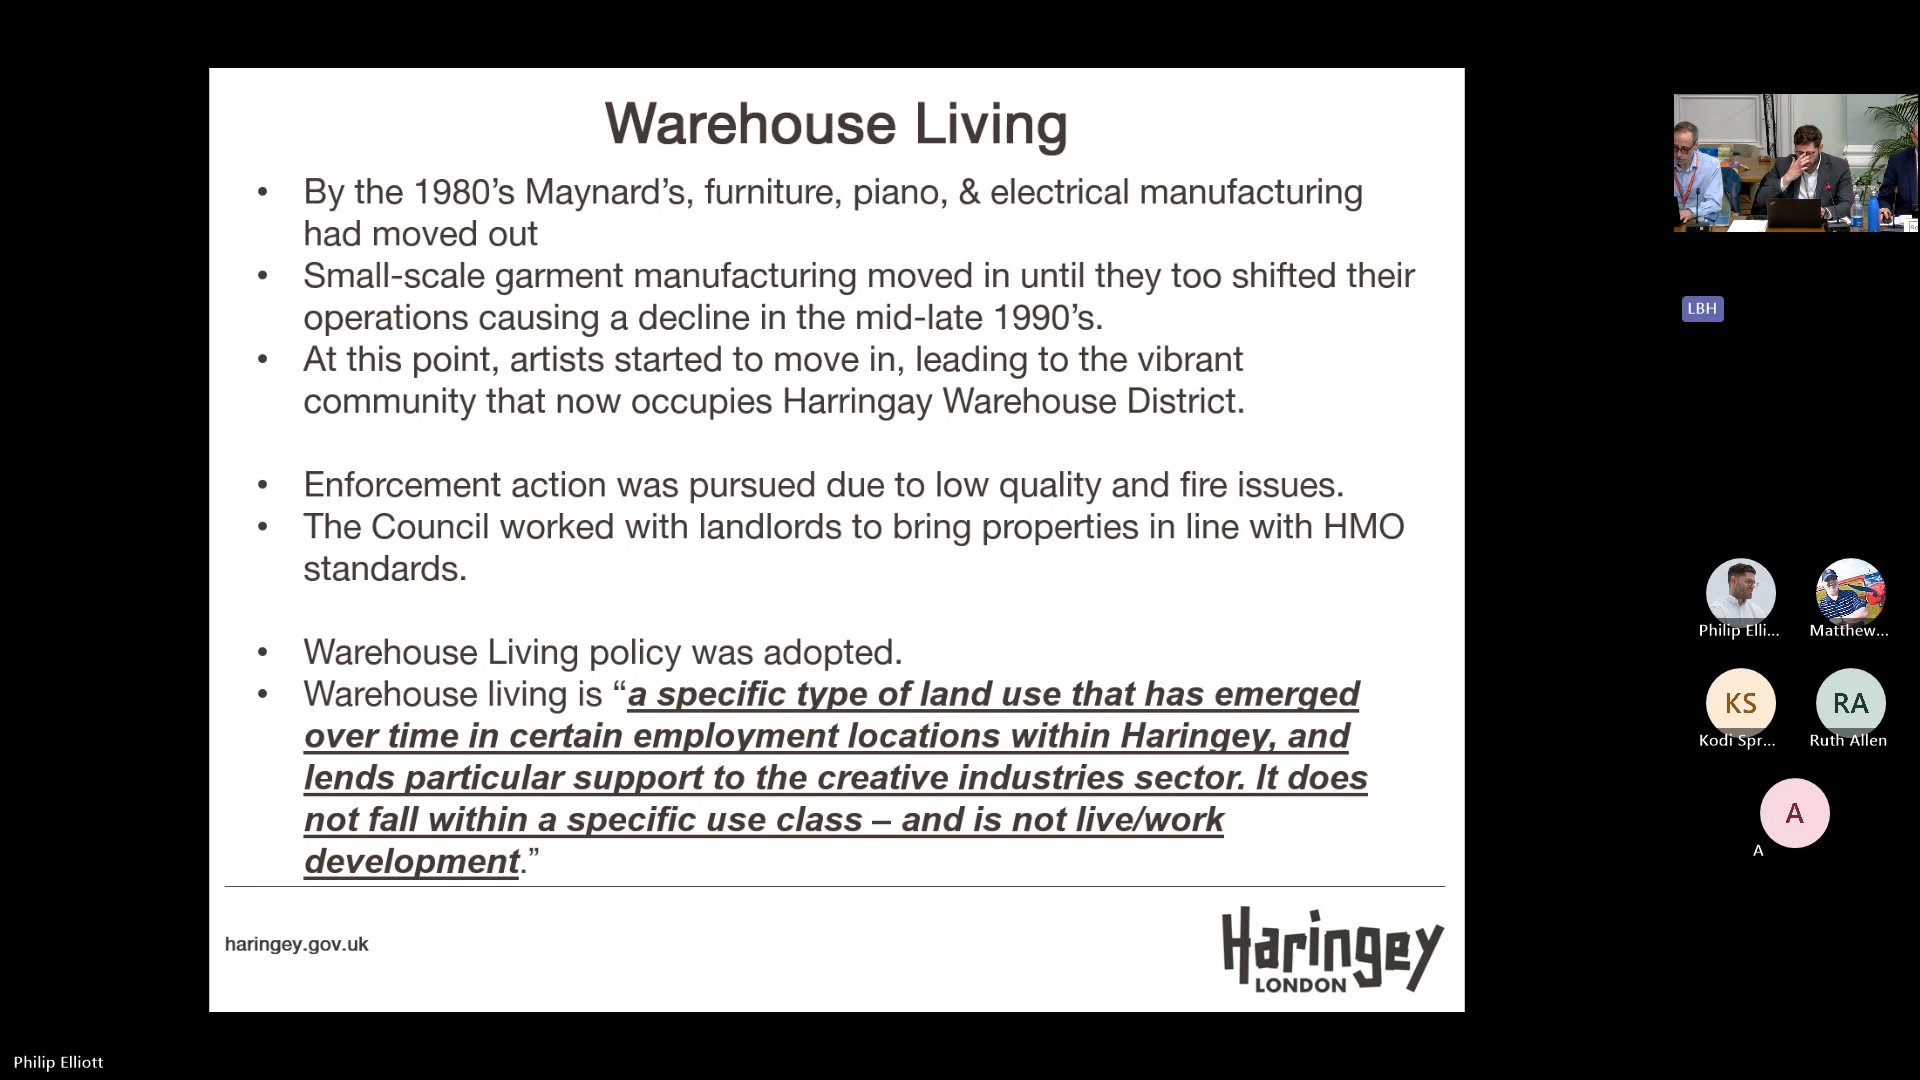 Warehouse Living
• By the 1980’s Maynard’s, furniture, piano, & electrical manufacturing
had moved out
• Small-scale garment manufacturing moved in until they too shifted their
operations causing a decline in the mid-late 1990’s.
• At this point, artists started to move in, leading to the vibrant
community that now occupies Harringay Warehouse District.
• Enforcement action was pursued due to low quality and fire issues.
• The Council worked with landlords to bring properties in line with HMO
standards.
• Warehouse Living policy was adopted.
• Warehouse living is “a specific type of land use that has emerged
over time in certain employment locations within Haringey, and
lends particular support to the creative industries sector. It does
not fall within a specific use class – and is not live/work
development.”
haringey.gov.uk
Haringey
LONDON
LBH
Philip Elli...
Matthew...
KS
RA
Kodi Spr...
Ruth Allen
A
A
Philip Elliott